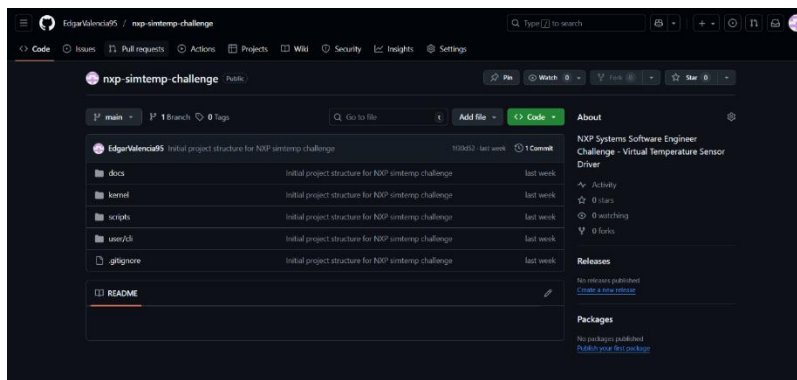 EdgarValencia95 / nxp-simtemp-challenge
Type / to search
Code Issues Pull requests Actions Projects Wiki Security Insights Settings
nxp-simtemp-challenge Public
Pin Watch 0 Fork 0 Star 0
main 1 Branch 0 Tags
Go to file t
Add file Code
EdgarValencia95 Initial project structure for NXP simtemp challenge
last week 1 Commit
docs Initial project structure for NXP simtemp challenge last week
kernel Initial project structure for NXP simtemp challenge last week
scripts Initial project structure for NXP simtemp challenge last week
user/cli Initial project structure for NXP simtemp challenge last week
.gitignore Initial project structure for NXP simtemp challenge last week
README
About
NXP Systems Software Engineer
Challenge - Virtual Temperature Sensor
Driver
Activity
0 stars
0 watching
0 forks
Releases
No releases published
Create a new release
Packages
No packages published
Publish your first package